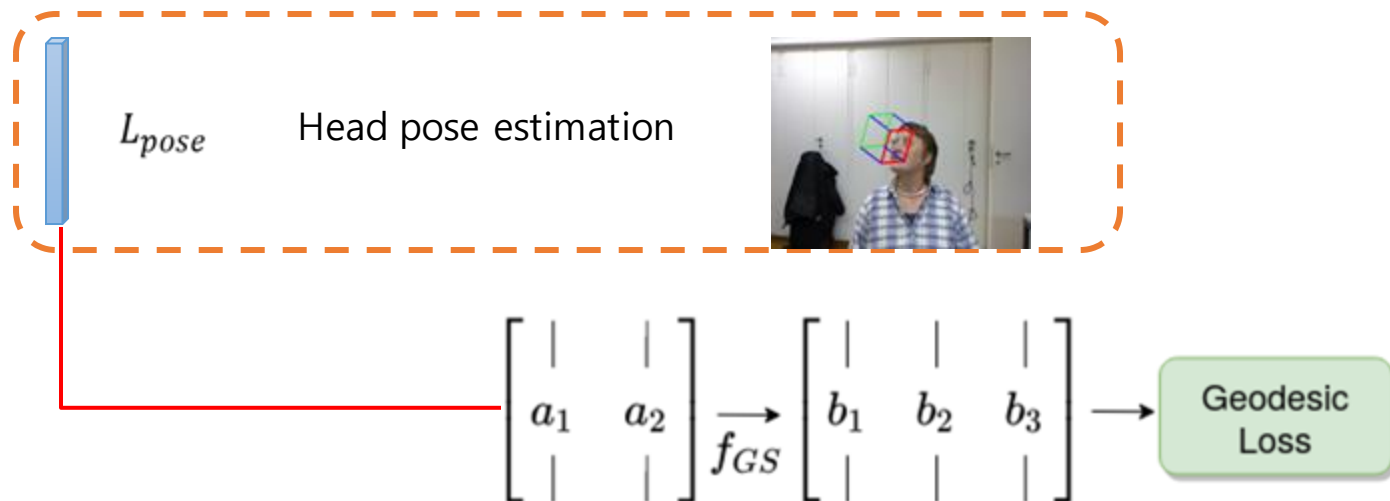 L_pose
Head pose estimation
a_1 a_2
f_GS
b_1 b_2 b_3
Geodesic
Loss